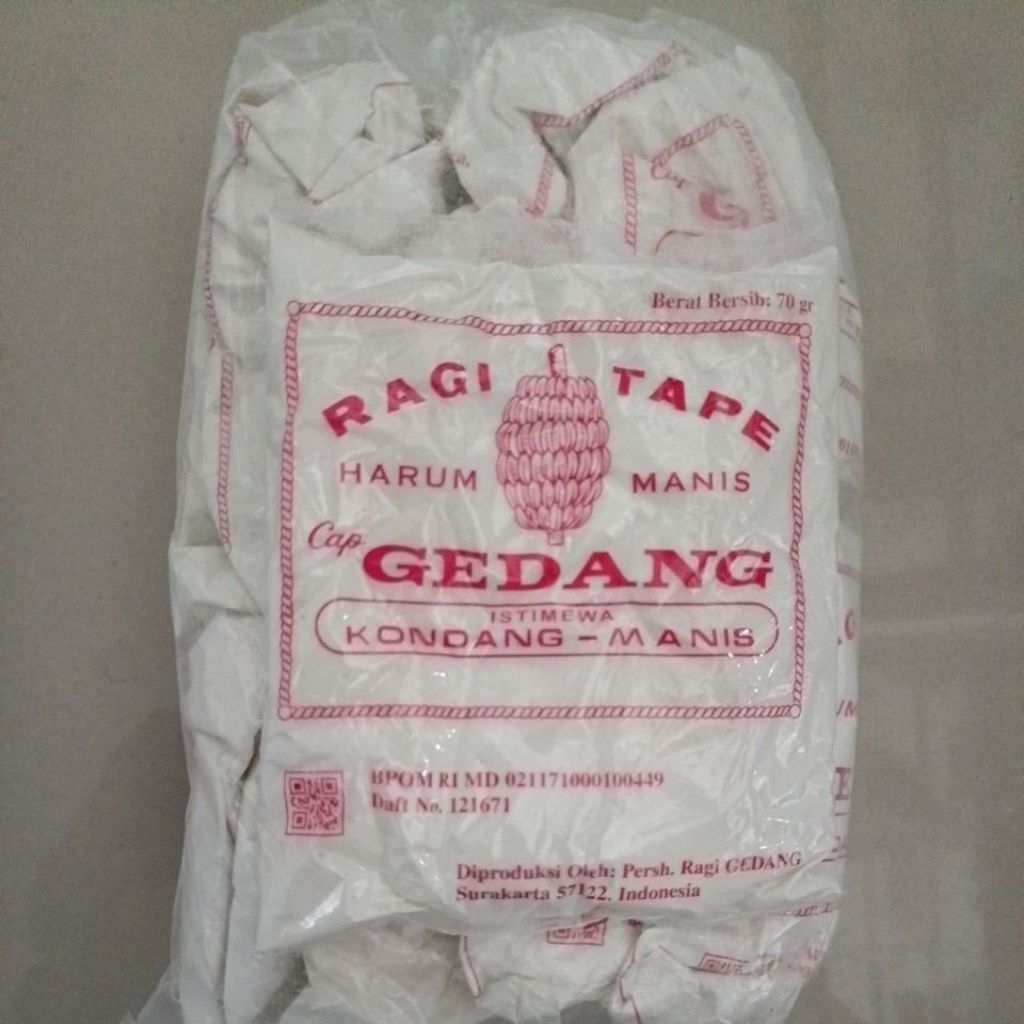 Berat Bersih: 70 gr
RAGI TAPE
HARUM MANIS
Cap GEDANG
ISTIMEWA
KONDANG - MANIS
BPOM RI MD 021171000100449
Daft No. 121671
Diproduksi Oleh: Persh. Ragi GEDANG
Surakarta 57122, Indonesia
Cap G